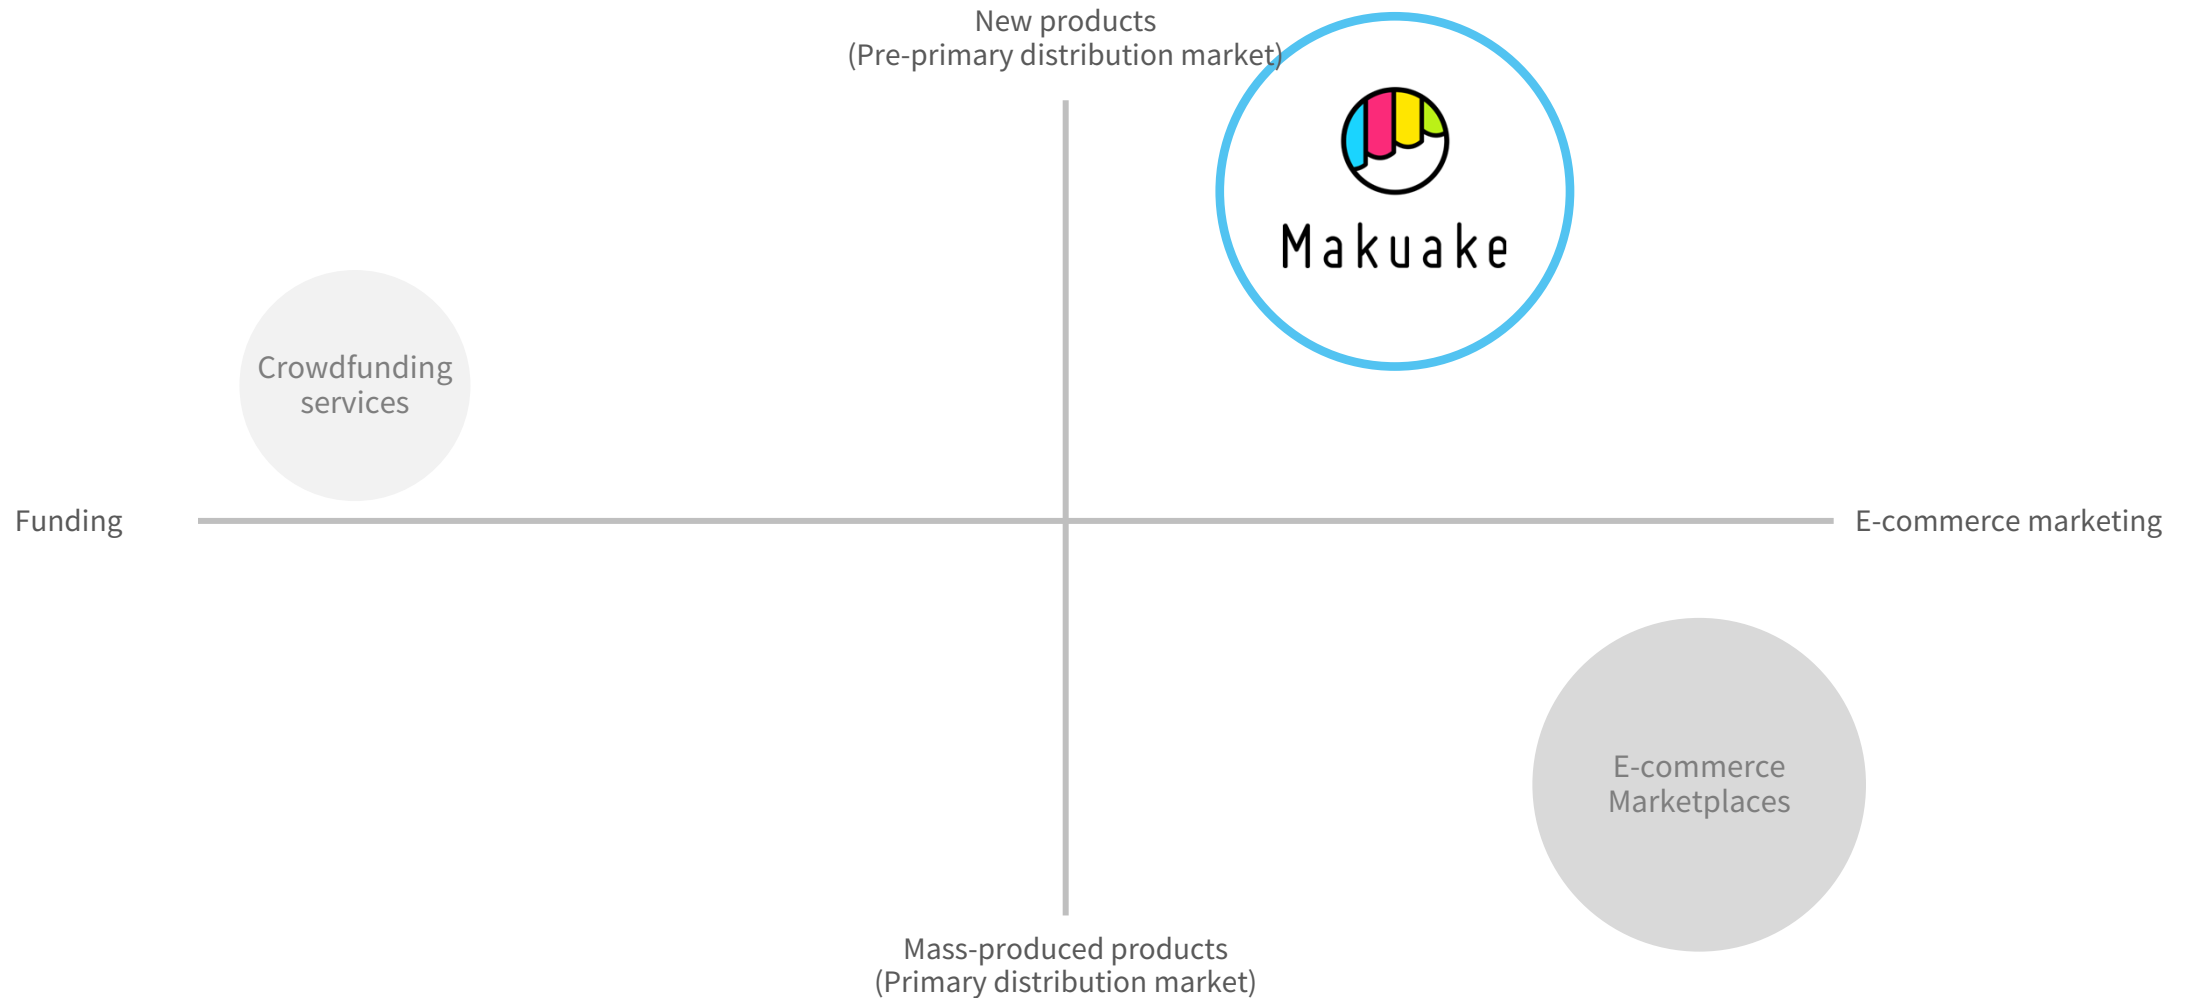 New products
(Pre-primary distribution market)
Makuake
Crowdfunding
services
Funding
E-commerce marketing
E-commerce
Marketplaces
Mass-produced products
(Primary distribution market)